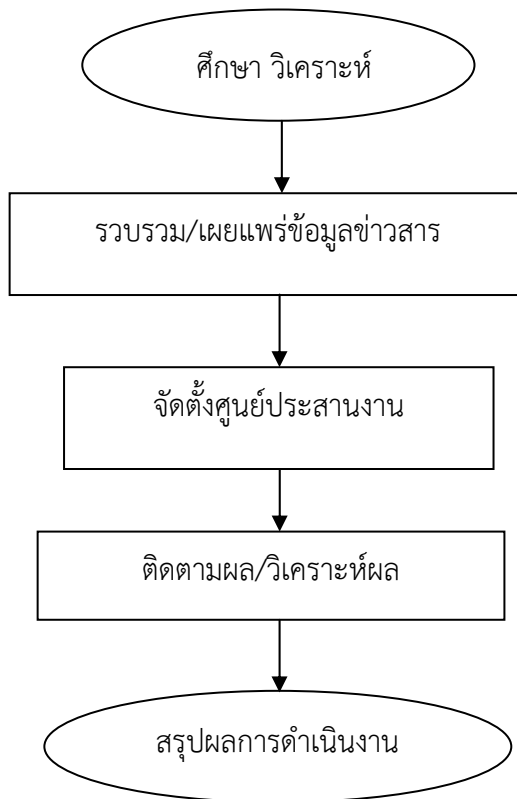 ศึกษา วิเคราะห์
รวบรวม/เผยแพร่ข้อมูลข่าวสาร
จัดตั้งศูนย์ประสานงาน
ติดตามผล/วิเคราะห์ผล
สรุปผลการดำเนินงาน